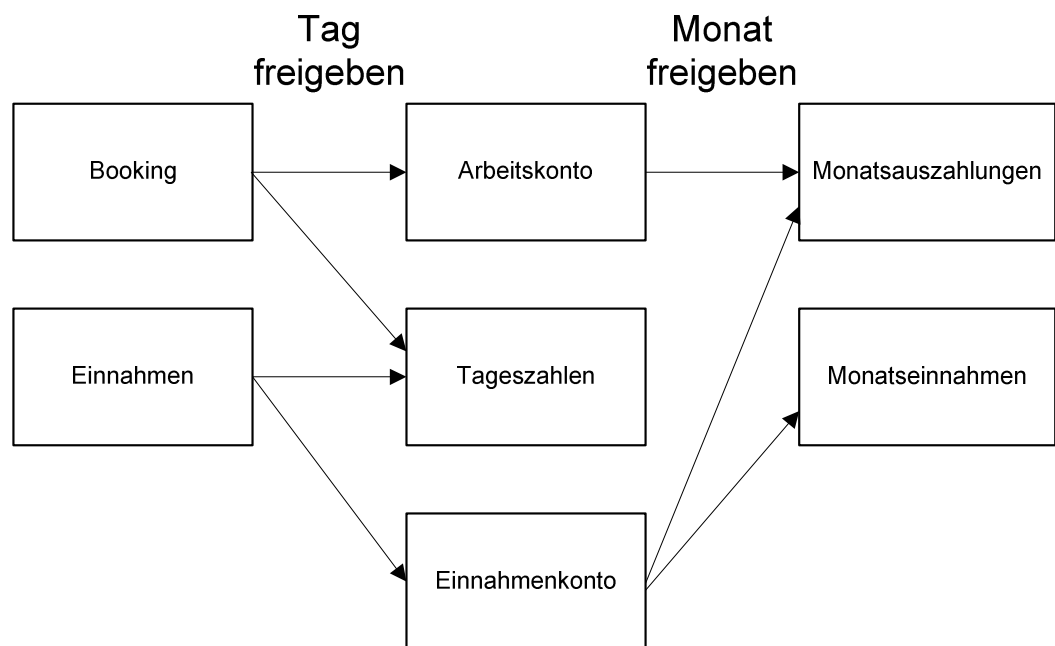 Tag
freigeben
Monat
freigeben
Booking
Arbeitskonto
Monatsauszahlungen
Einnahmen
Tageszahlen
Monatseinnahmen
Einnahmenkonto